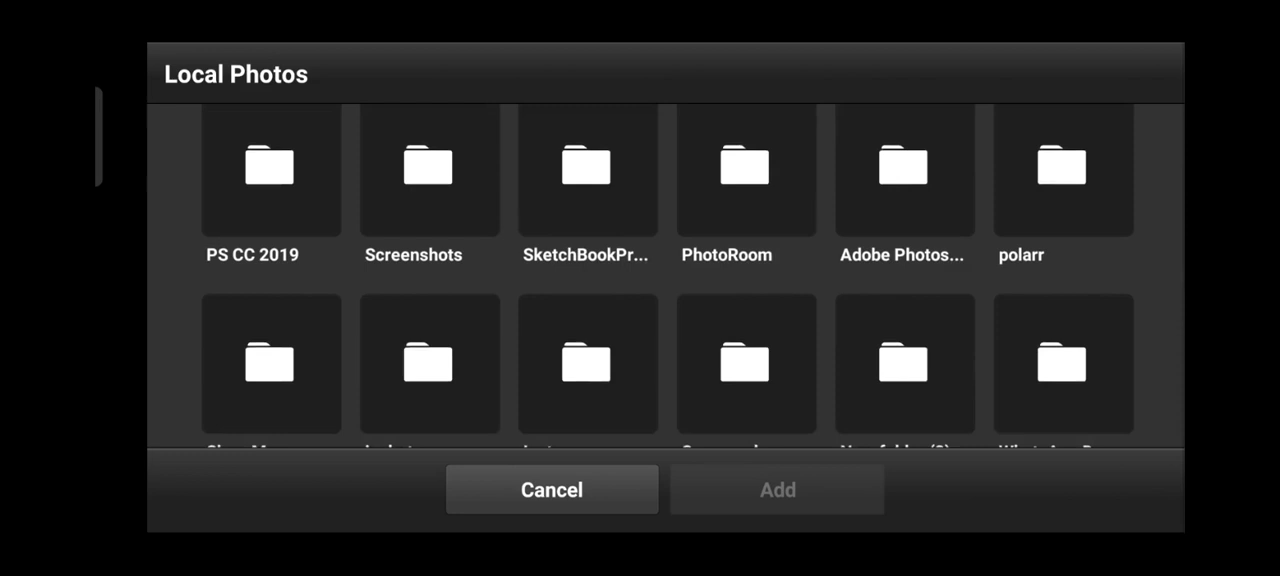 Local Photos
PS CC 2019
Screenshots
SketchBookPr...
PhotoRoom
Adobe Photos...
polarr
Cancel
Add